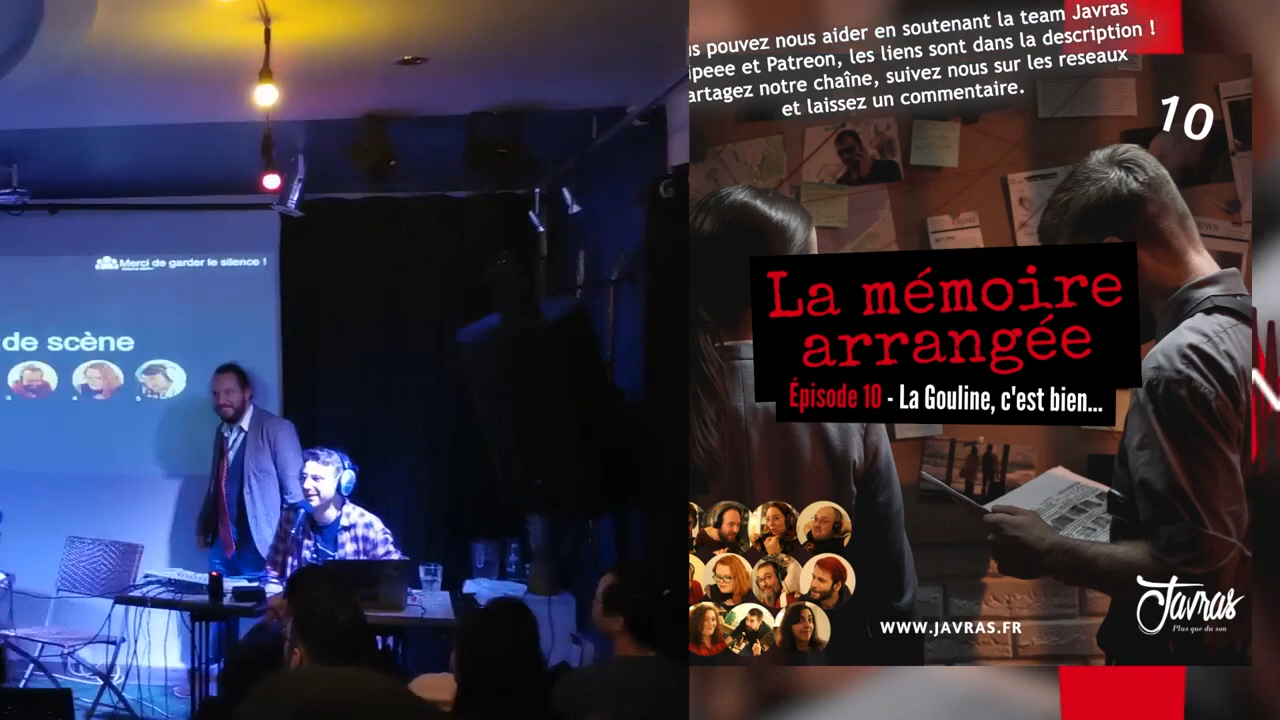 Merci de garder le silence !
de scène
us pouvez nous aider en soutenant la team Javras
ipeee et Patreon, les liens sont dans la description !
artagez notre chaîne, suivez nous sur les reseaux
et laissez un commentaire.
10
La mémoire
arrangée
Épisode 10 - La Gouline, c'est bien...
WWW.JAVRAS.FR
Javras
Plus que du son